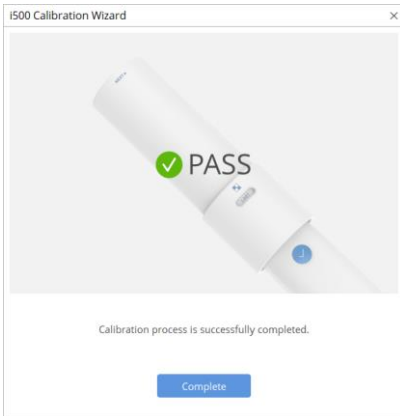 i500 Calibration Wizard
PASS
Calibration process is successfully completed.
Complete